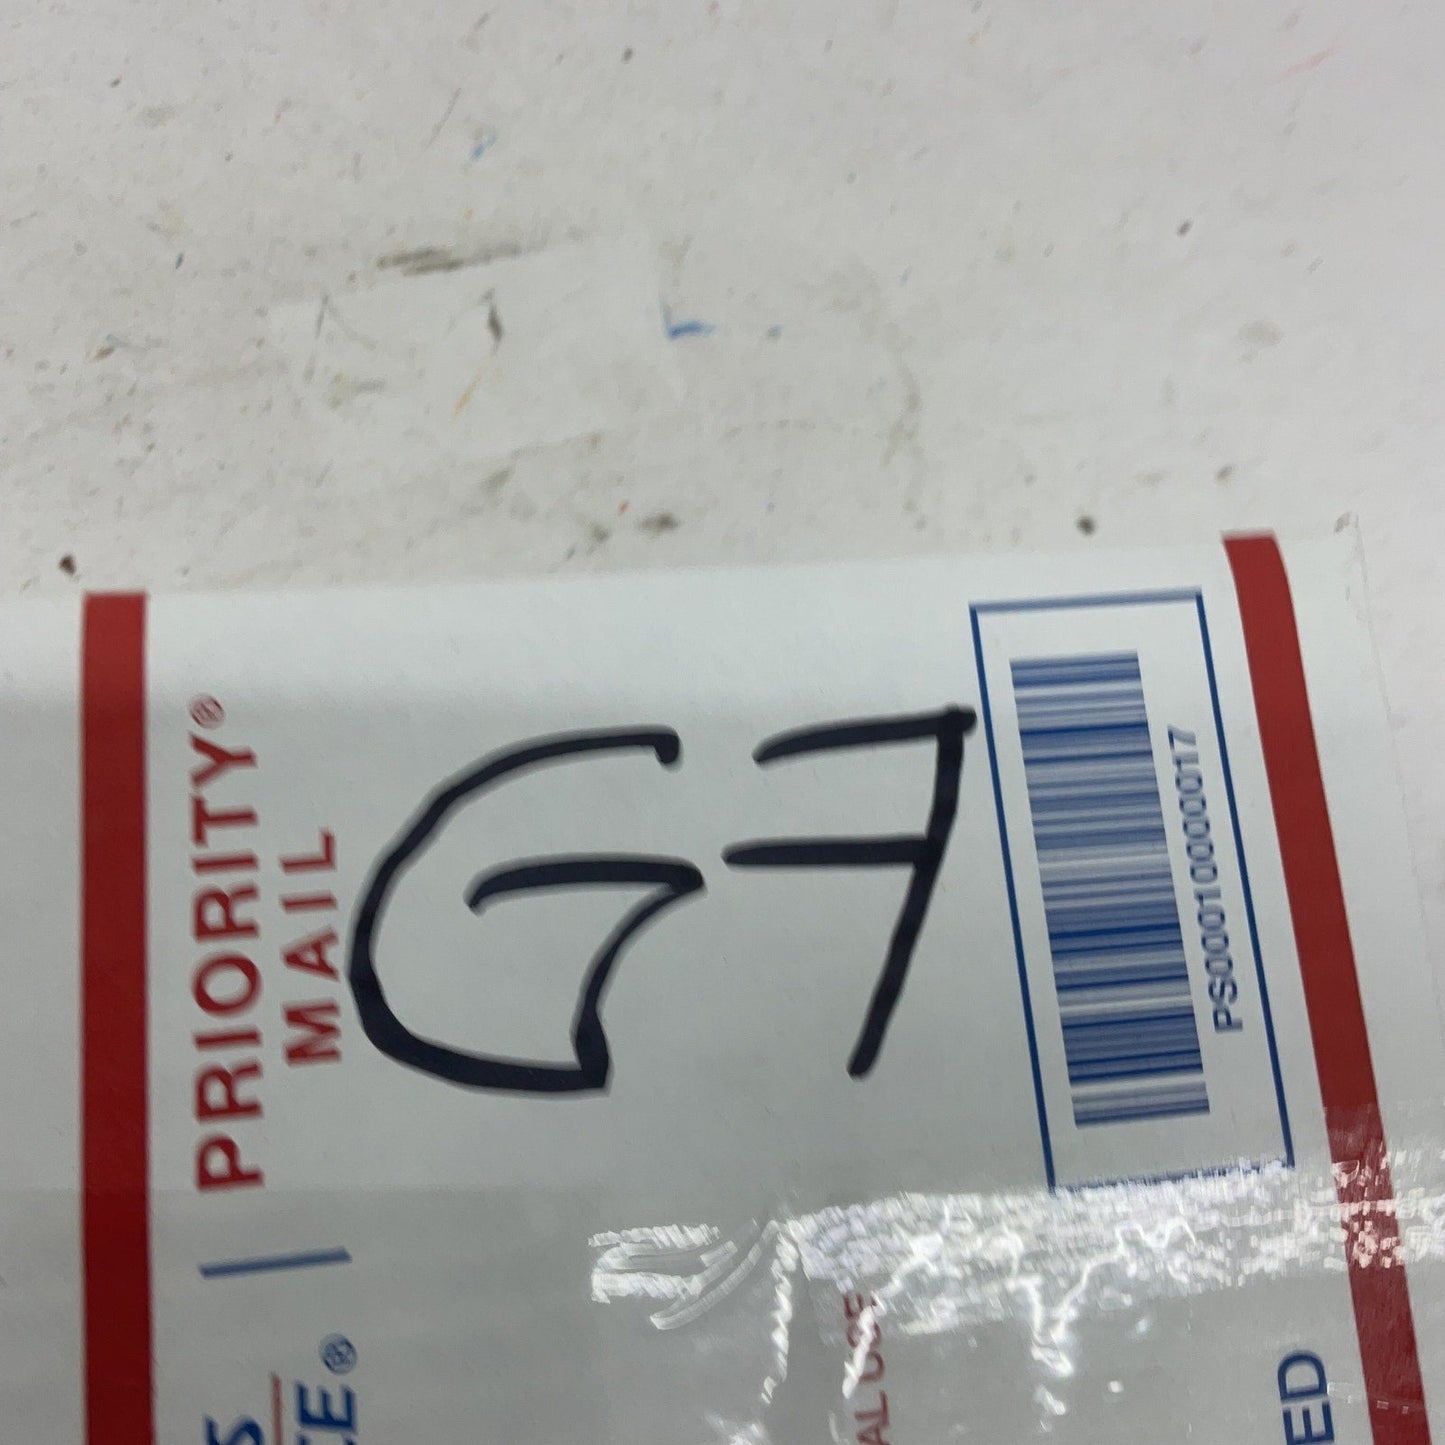 G7
PRIORITY®
MAIL
PS00010000017